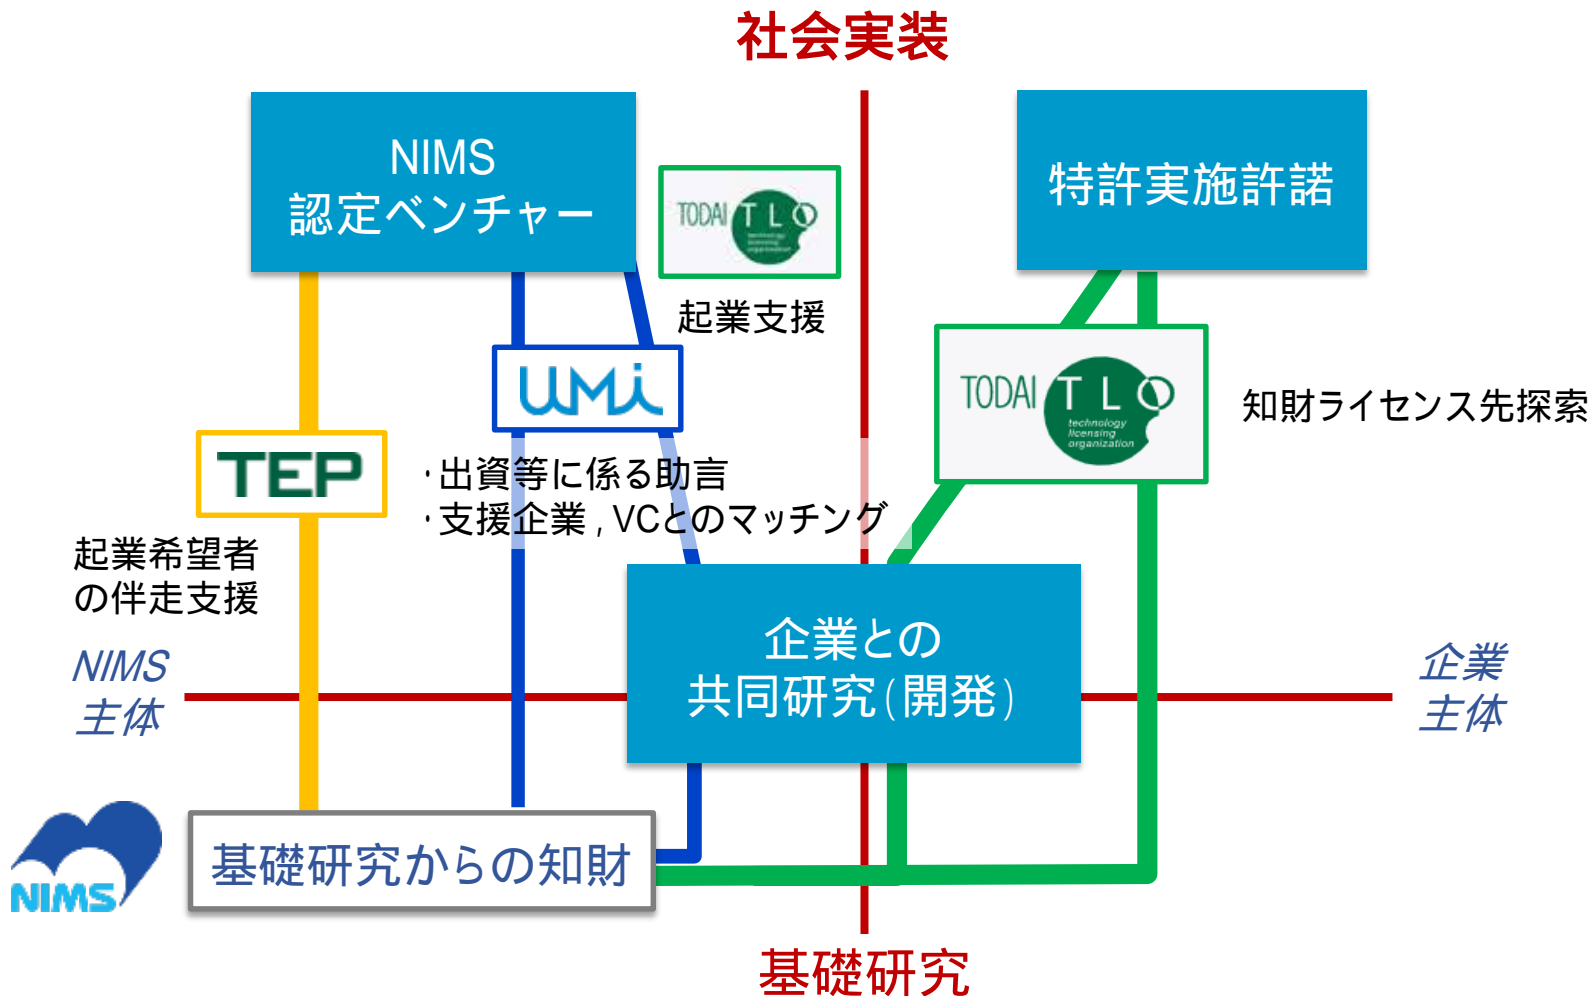 社会実装
NIMS
認定ベンチャー
特許実施許諾
TODAI TLO
technology
licensing
organization
起業支援
UMI
TODAI TLO
technology
licensing
organization
知財ライセンス先探索
TEP
・出資等に係る助言
・支援企業，VCとのマッチング
起業希望者
の伴走支援
企業との
共同研究(開発)
NIMS
主体
企業
主体
NIMS
基礎研究からの知財
基礎研究